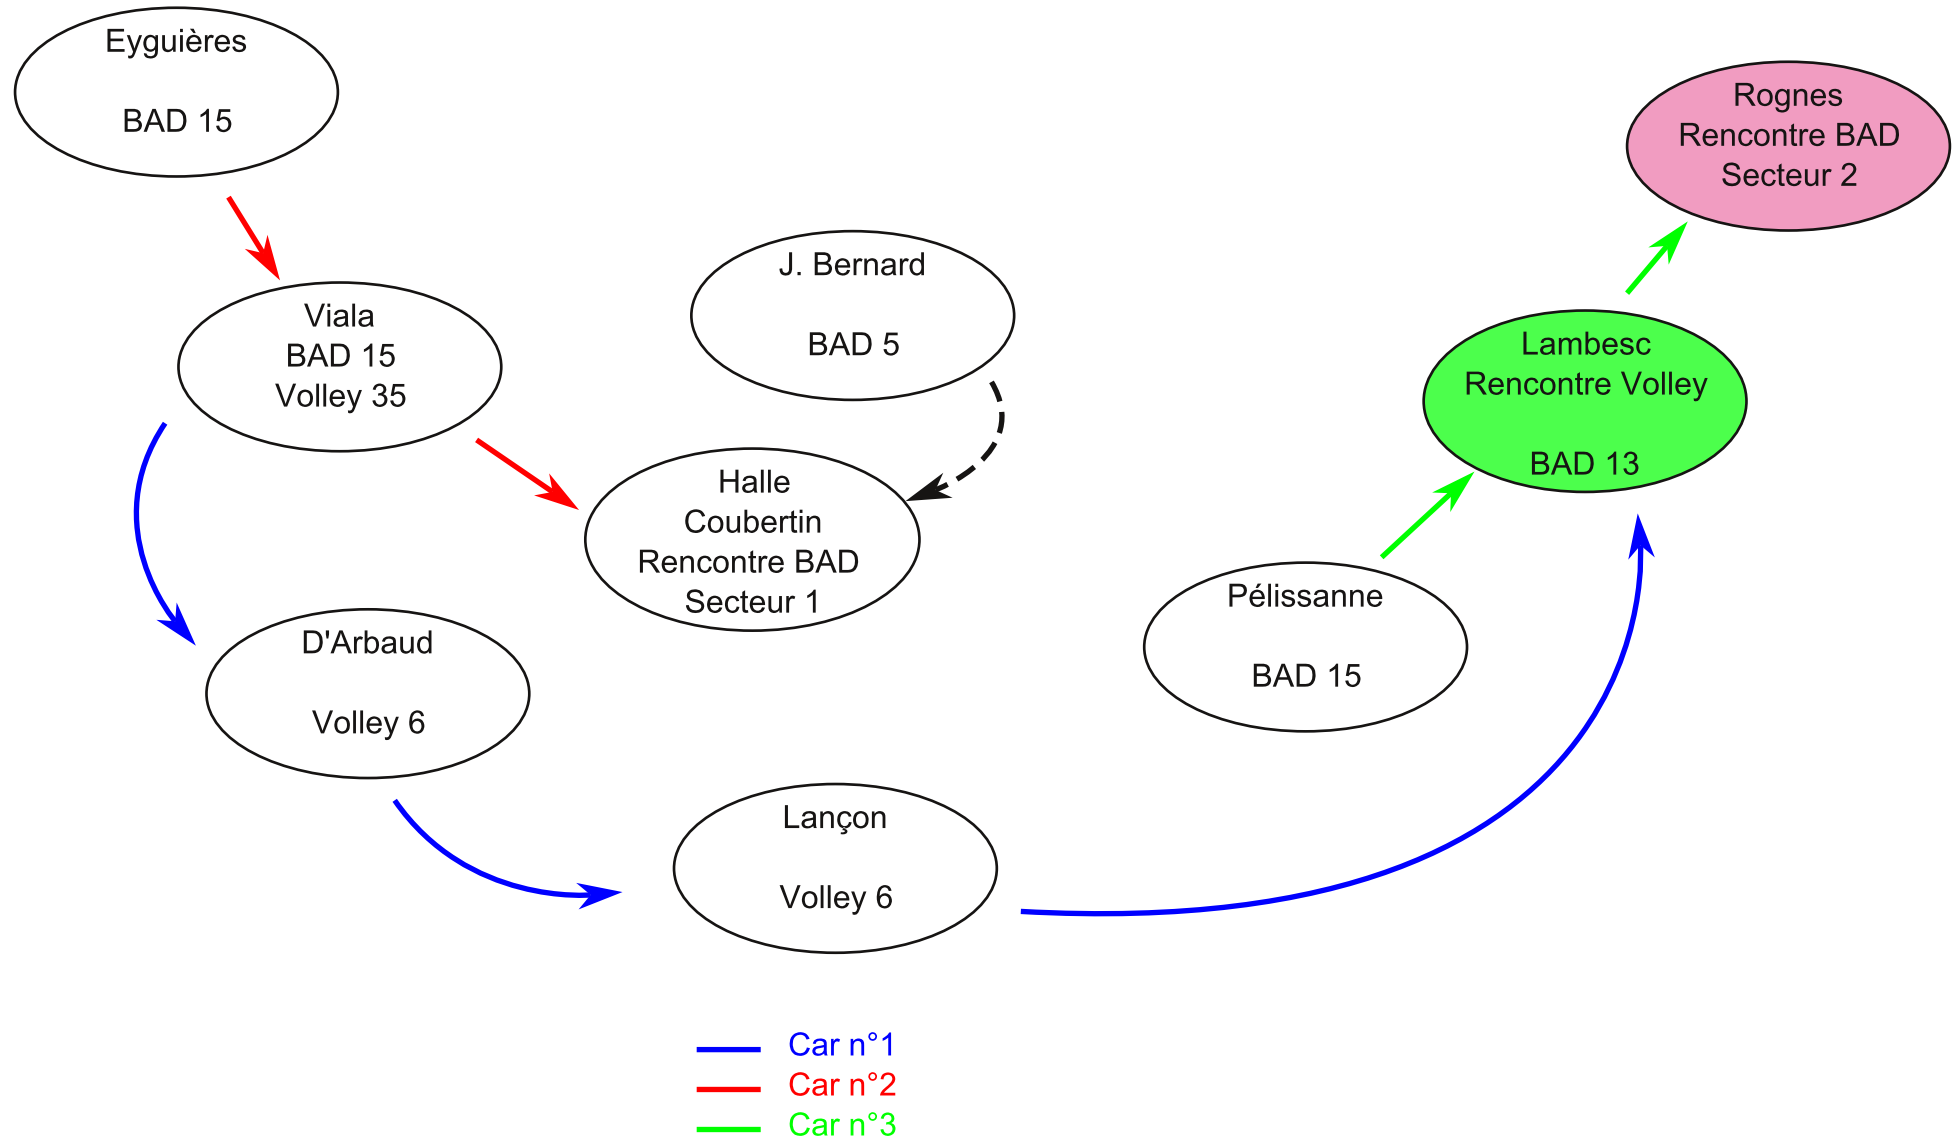 Eyguières
BAD 15
Rognes
Rencontre BAD
Secteur 2
J. Bernard
BAD 5
Viala
BAD 15
Volley 35
Lambesc
Rencontre Volley
BAD 13
Halle
Coubertin
Rencontre BAD
Secteur 1
Pélissanne
BAD 15
D'Arbaud
Volley 6
Lançon
Volley 6
Car n°1
Car n°2
Car n°3